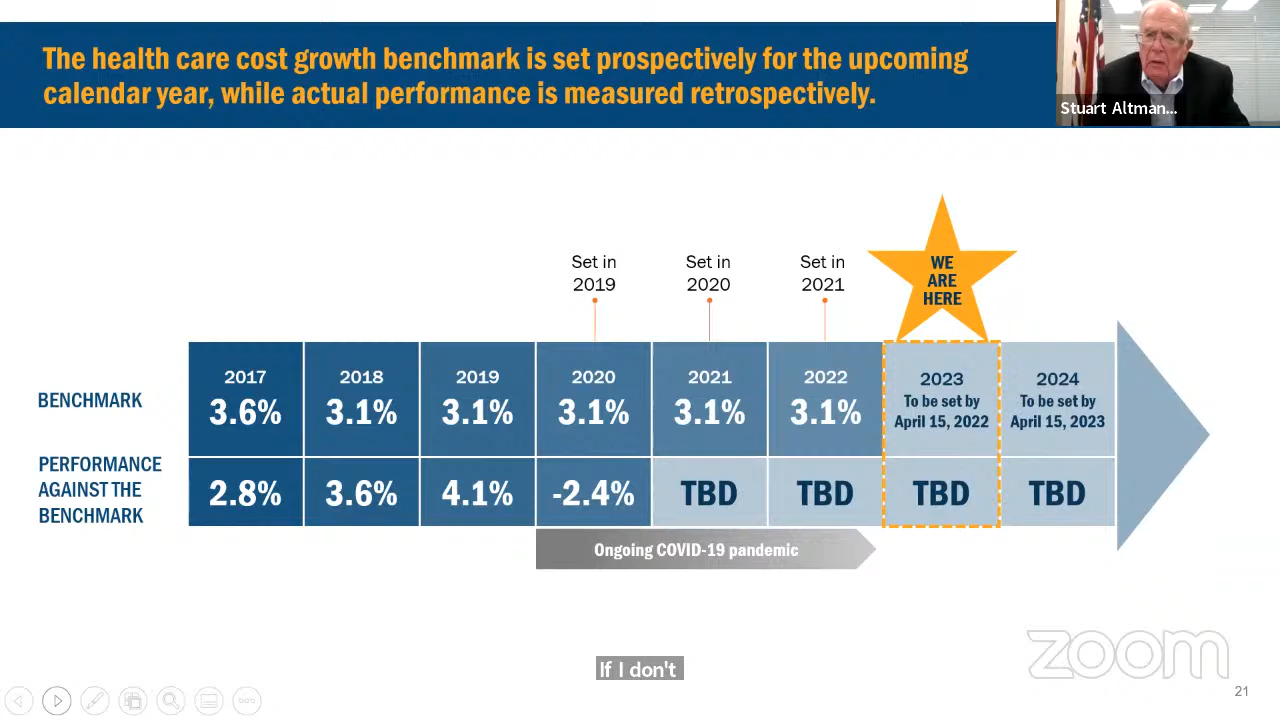 The health care cost growth benchmark is set prospectively for the upcoming
calendar year, while actual performance is measured retrospectively.
Stuart Altman...
WE
ARE
HERE
Set in
2019
Set in
2020
Set in
2021
BENCHMARK
2017
3.6%
2018
3.1%
2019
3.1%
2020
3.1%
2021
3.1%
2022
3.1%
2023
To be set by
April 15, 2022
2024
To be set by
April 15, 2023
PERFORMANCE
AGAINST THE
BENCHMARK
2.8%
3.6%
4.1%
-2.4%
TBD
TBD
TBD
TBD
Ongoing COVID-19 pandemic
If I don't
zoom
21